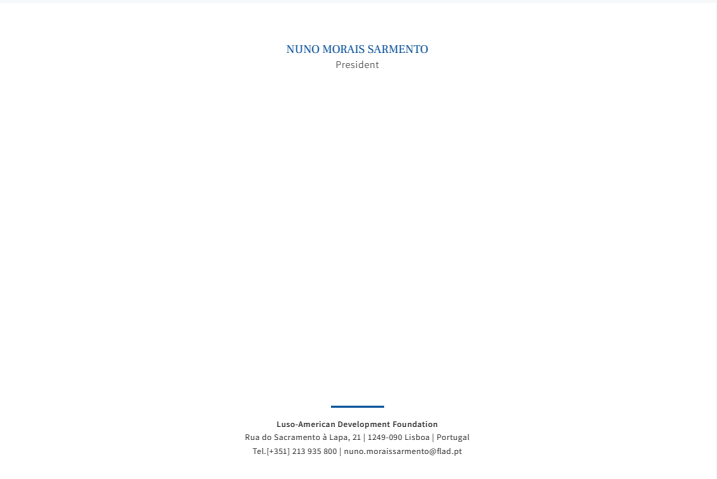 NUNO MORAIS SARMENTO
President
Luso-American Development Foundation
Rua do Sacramento à Lapa, 21 | 1249-090 Lisboa | Portugal
Tel.[+351] 213 935 800 | nuno.moraissarmento@flad.pt